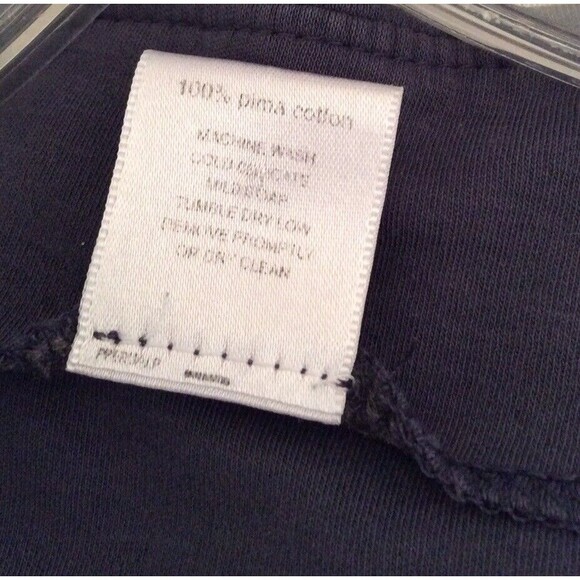 100% pima cotton
MACHINE WASH
COLD DELICATE
MILD SOAP
TUMBLE DRY LOW
REMOVE PROMPTLY
OR DRY CLEAN